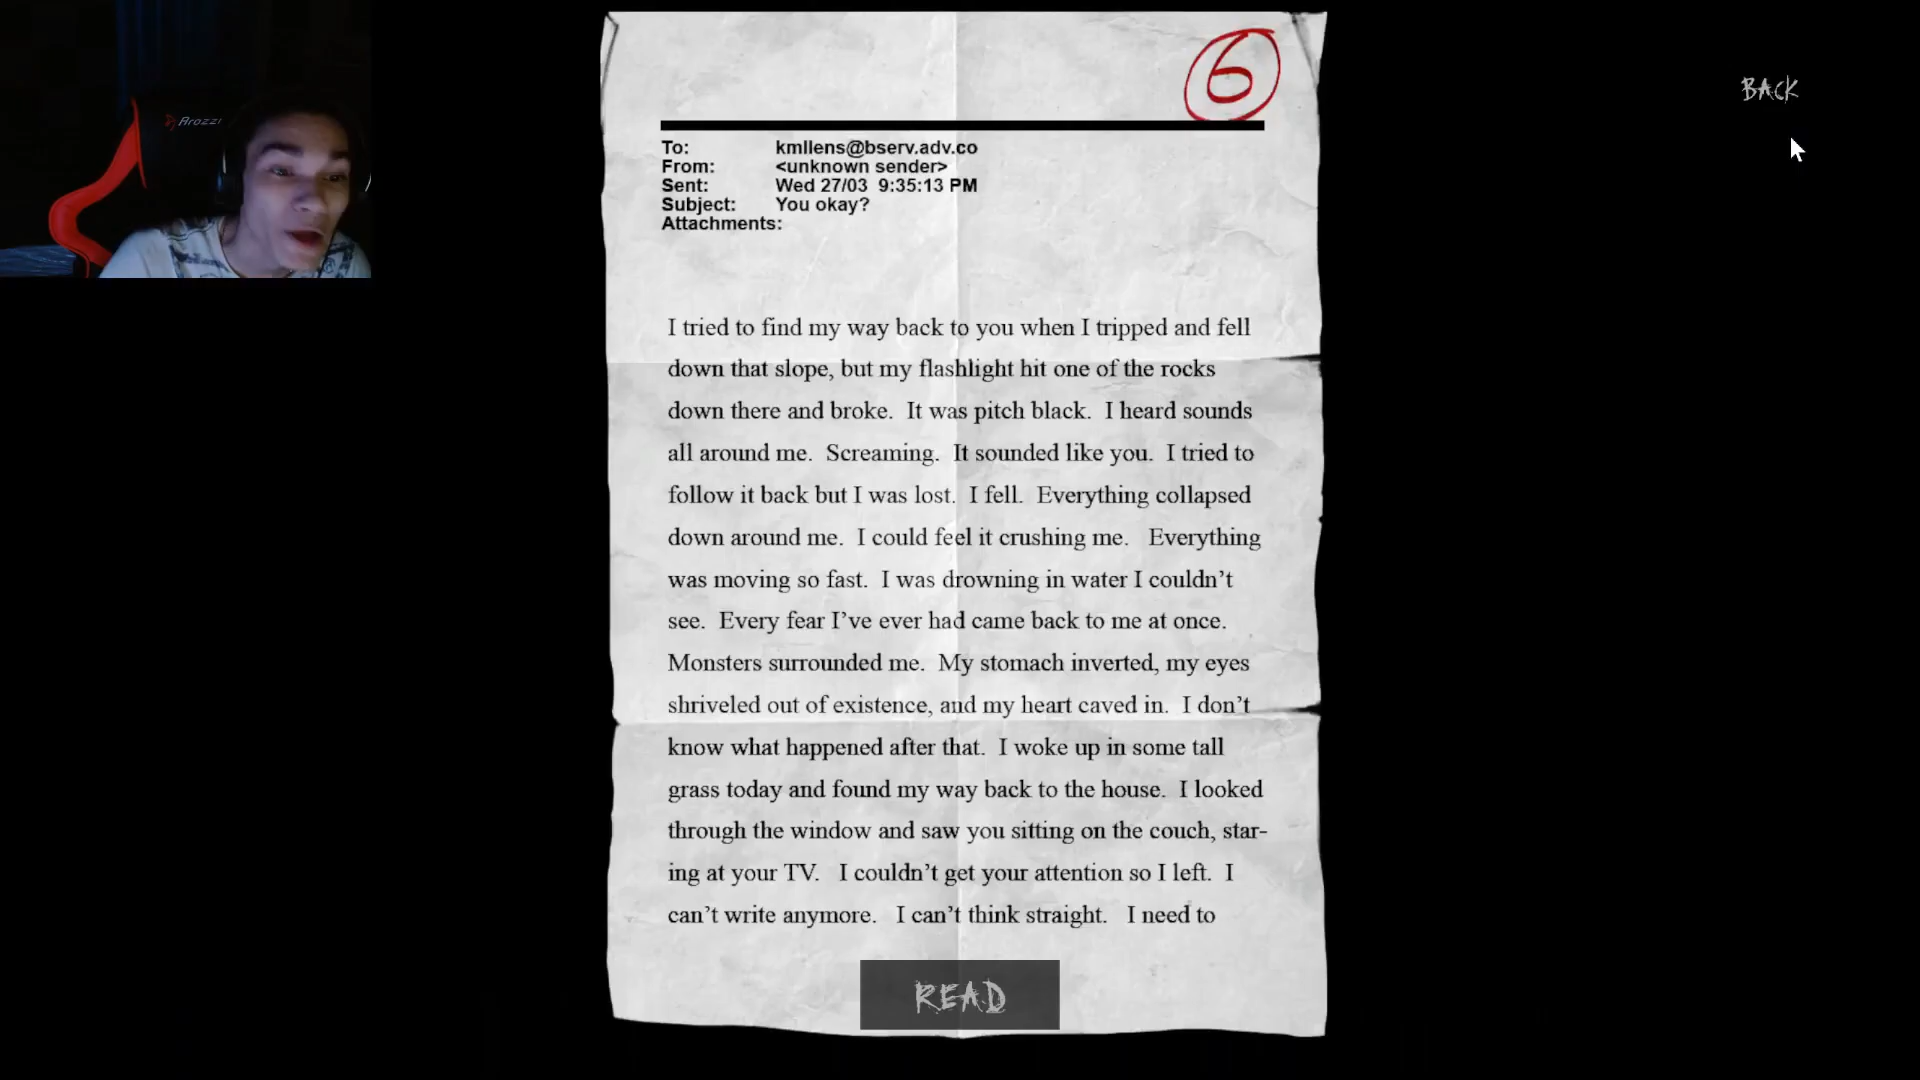 Arozzi
6
BACK
To: kmllens@bserv.adv.co
From: <unknown sender>
Sent: Wed 27/03 9:35:13 PM
Subject: You okay?
Attachments:
I tried to find my way back to you when I tripped and fell
down that slope, but my flashlight hit one of the rocks
down there and broke.  It was pitch black.  I heard sounds
all around me.  Screaming.  It sounded like you.  I tried to
follow it back but I was lost.  I fell.  Everything collapsed
down around me.  I could feel it crushing me.   Everything
was moving so fast.  I was drowning in water I couldn’t
see.  Every fear I’ve ever had came back to me at once.
Monsters surrounded me.  My stomach inverted, my eyes
shriveled out of existence, and my heart caved in.  I don’t
know what happened after that.  I woke up in some tall
grass today and found my way back to the house.  I looked
through the window and saw you sitting on the couch, star-
ing at your TV.   I couldn’t get your attention so I left.  I
can’t write anymore.   I can’t think straight.   I need to
READ